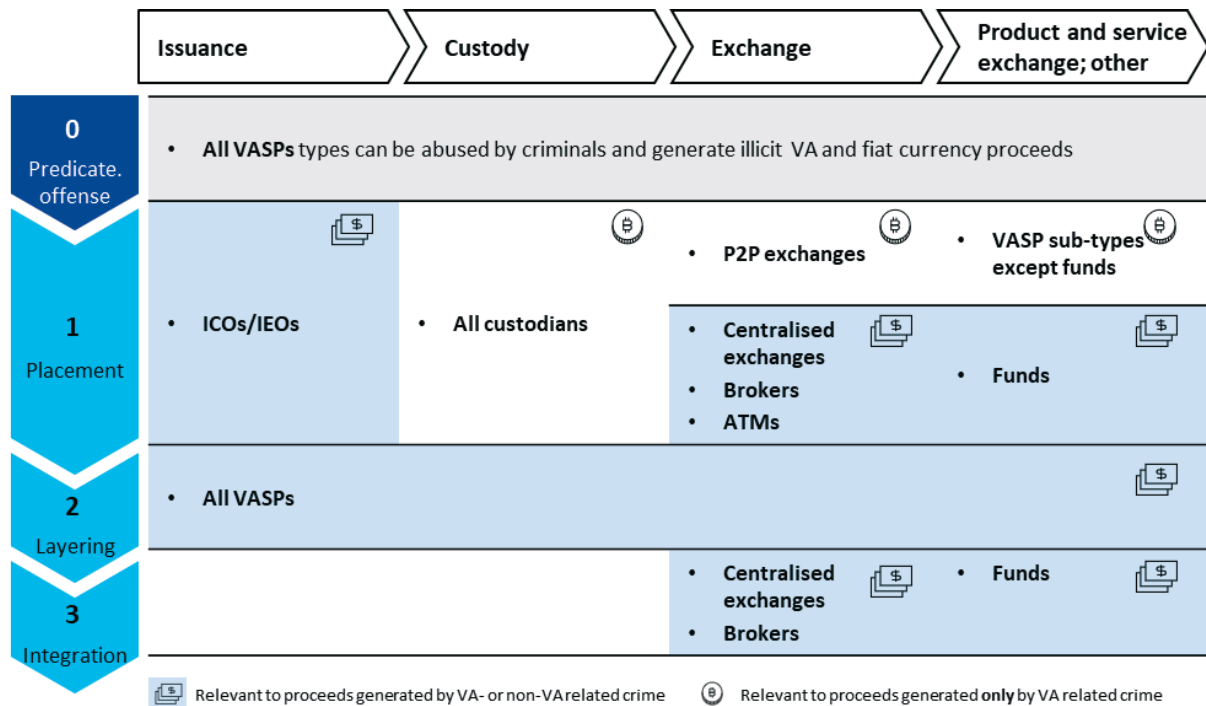 Issuance
Custody
Exchange
Product and service
exchange; other
0
Predicate.
offense
• All VASPs types can be abused by criminals and generate illicit VA and fiat currency proceeds
1
Placement
• ICOs/IEOs
• All custodians
• P2P exchanges
• VASP sub-types
except funds
• Centralised
exchanges
• Brokers
• ATMs
• Funds
2
Layering
• All VASPs
3
Integration
• Centralised
exchanges
• Brokers
• Funds
Relevant to proceeds generated by VA- or non-VA related crime
Relevant to proceeds generated only by VA related crime